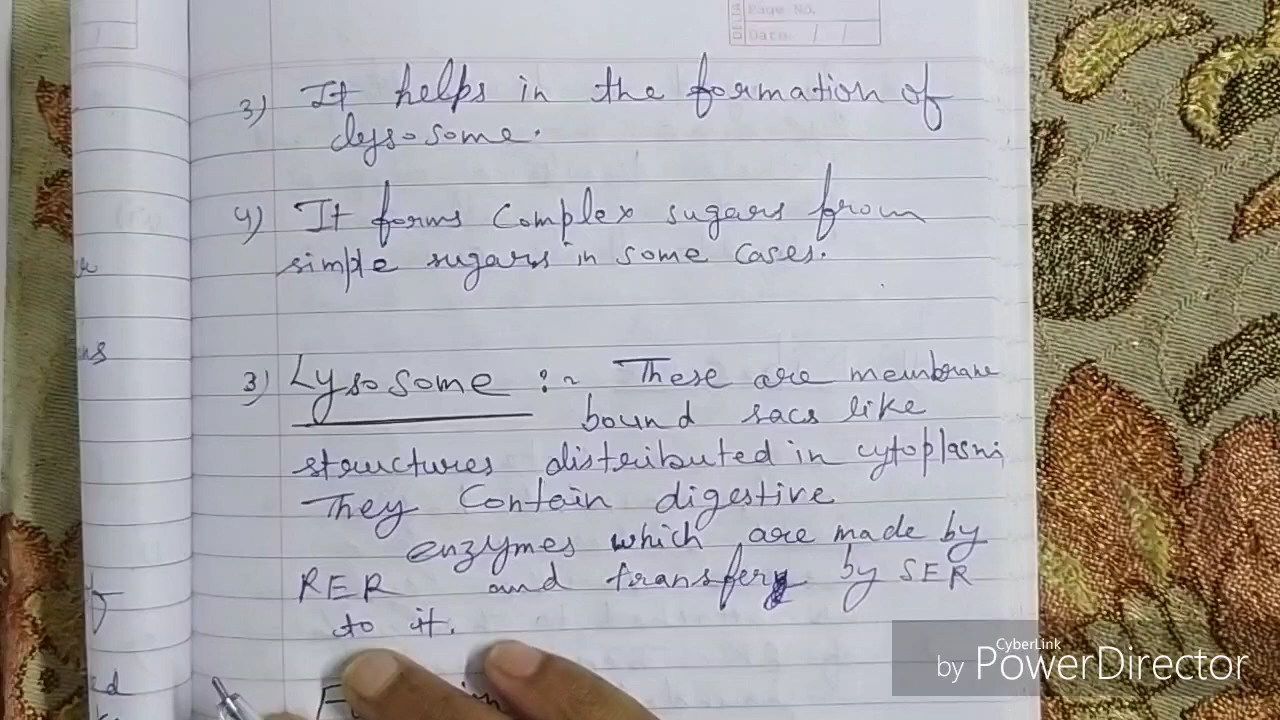 Page No.
Date / /
3) It helps in the formation of
lysosome.
4) It forms complex sugars from
simple sugars in some cases.
3) Lysosome :~ These are membrane
bound sacs like
structures distributed in cytoplasm
They Contain digestive
enzymes which are made by
RER and transfer by SER
to it.
CyberLink
by PowerDirector